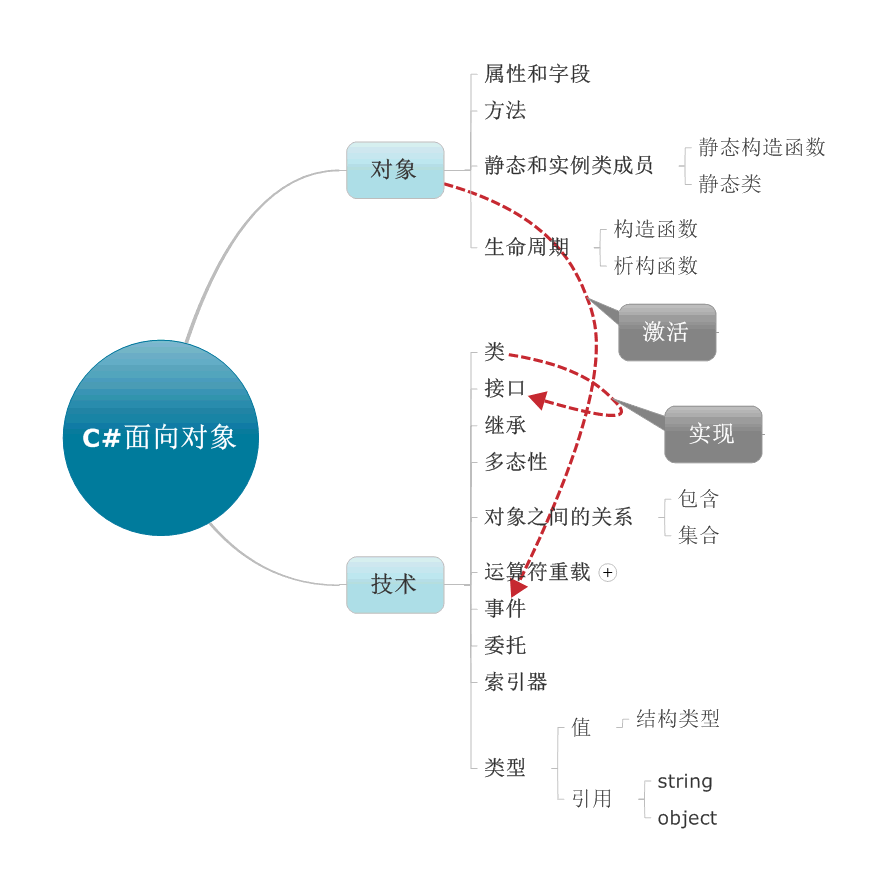 C#面向对象
对象
属性和字段
方法
静态和实例类成员
静态构造函数
静态类
生命周期
构造函数
析构函数
激活
技术
类
接口
实现
继承
多态性
对象之间的关系
包含
集合
运算符重载
事件
委托
索引器
类型
值
结构类型
引用
string
object